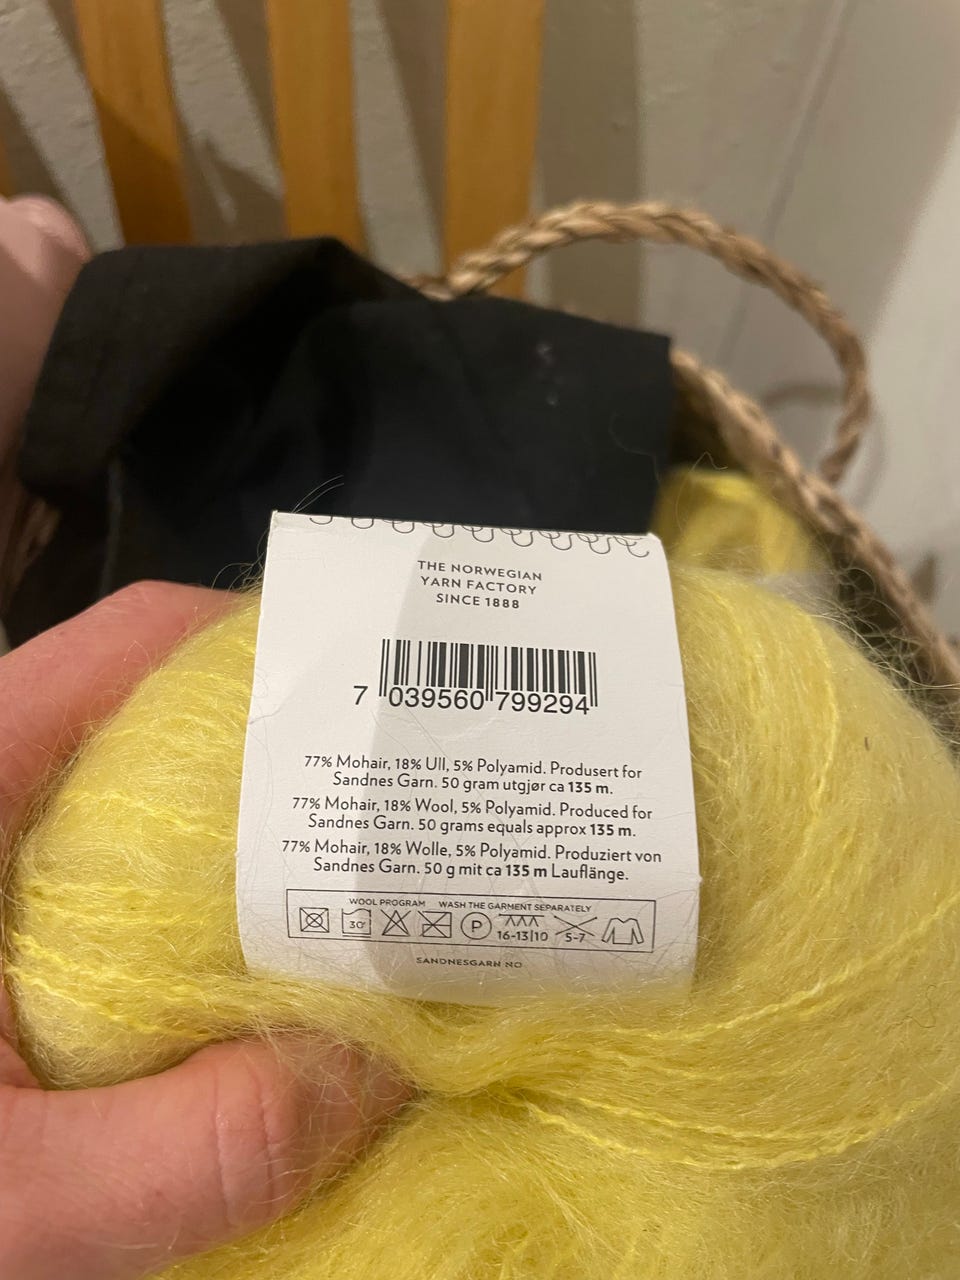 THE NORWEGIAN
YARN FACTORY
SINCE 1888
7 039560 799294
77% Mohair, 18% Ull, 5% Polyamid. Produsert for
Sandnes Garn. 50 gram utgjør ca 135 m.
77% Mohair, 18% Wool, 5% Polyamid. Produced for
Sandnes Garn. 50 grams equals approx 135 m.
77% Mohair, 18% Wolle, 5% Polyamid. Produziert von
Sandnes Garn. 50 g mit ca 135 m Lauflänge.
WOOL PROGRAM WASH THE GARMENT SEPARATELY
30° P 16-13|10 5-7
SANDNESGARN.NO